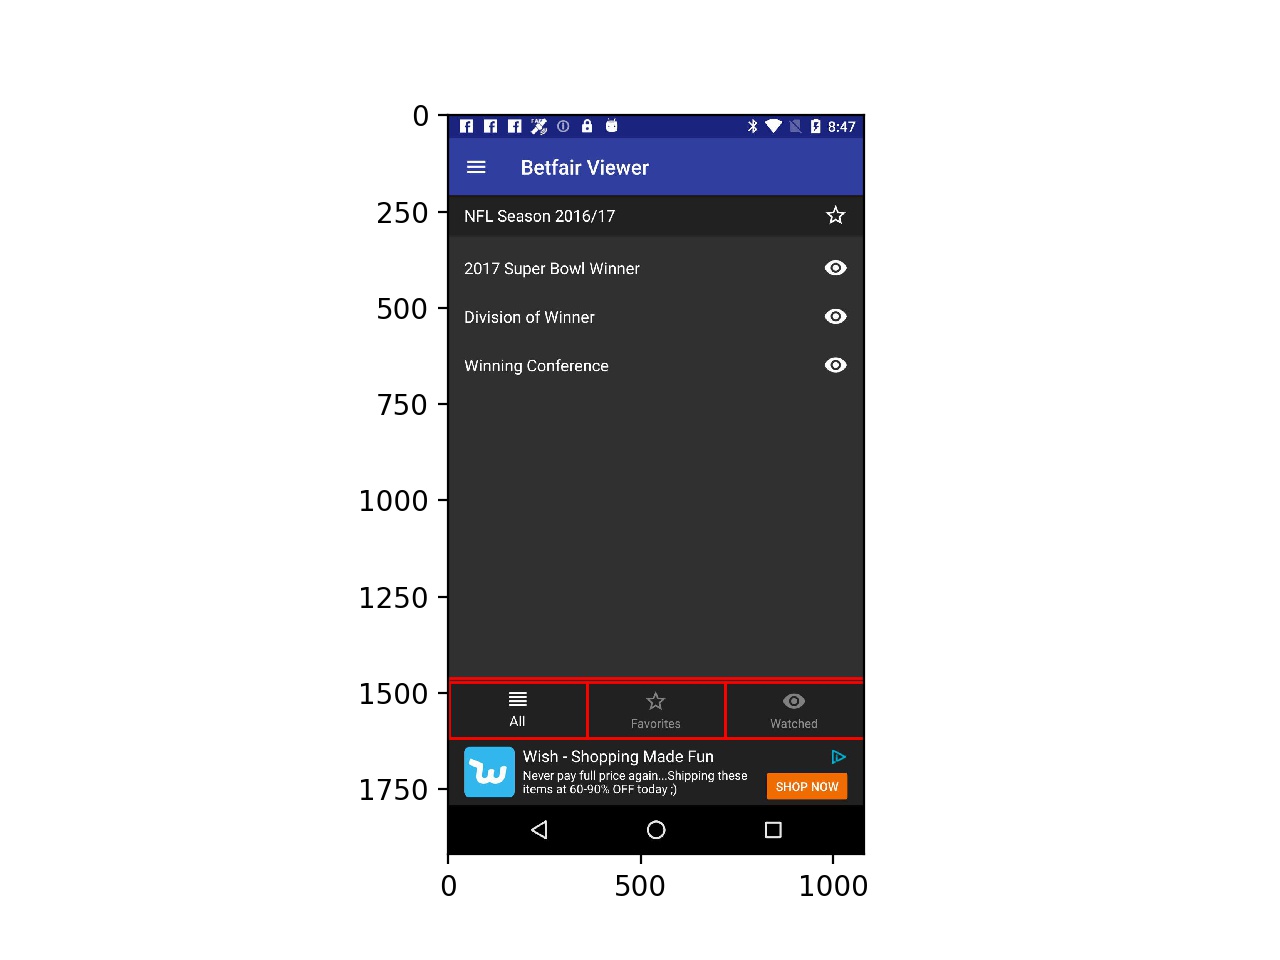 0
8:47
Betfair Viewer
250
NFL Season 2016/17
2017 Super Bowl Winner
500
Division of Winner
Winning Conference
750
1000
1250
1500
All
Favorites
Watched
Wish - Shopping Made Fun
Never pay full price again...Shipping these
items at 60-90% OFF today ;)
SHOP NOW
1750
0
500
1000